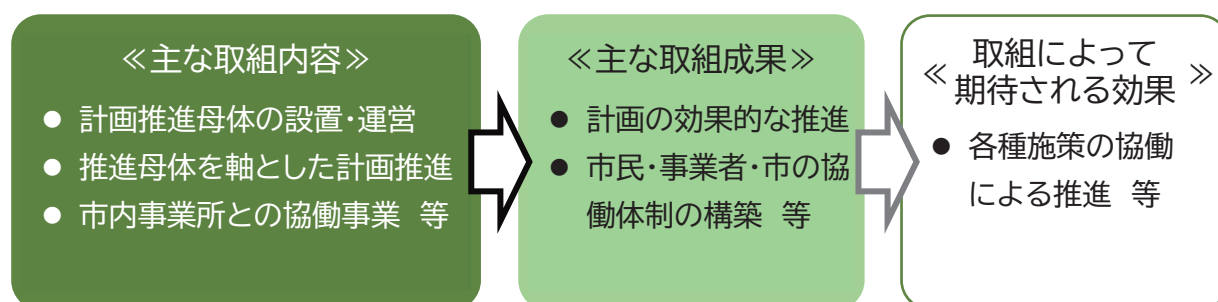 ≪主な取組内容≫
● 計画推進母体の設置・運営
● 推進母体を軸とした計画推進
● 市内事業所との協働事業 等
≪主な取組成果≫
● 計画の効果的な推進
● 市民・事業者・市の協
働体制の構築 等
≪取組によって
期待される効果≫
● 各種施策の協働
による推進 等